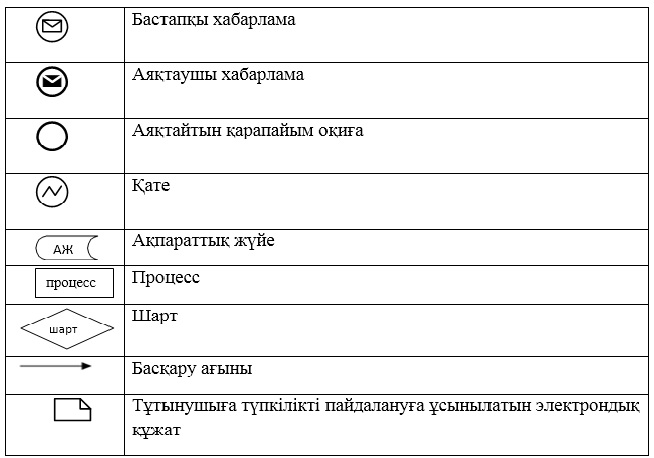 Бастапқы хабарлама
Аяқтаушы хабарлама
Аяқтайтын қарапайым оқиға
Қате
АЖ Ақпараттық жүйе
процесс Процесс
шарт Шарт
Басқару ағыны
Тұтынушыға түпкілікті пайдалануға ұсынылатын электрондық
құжат